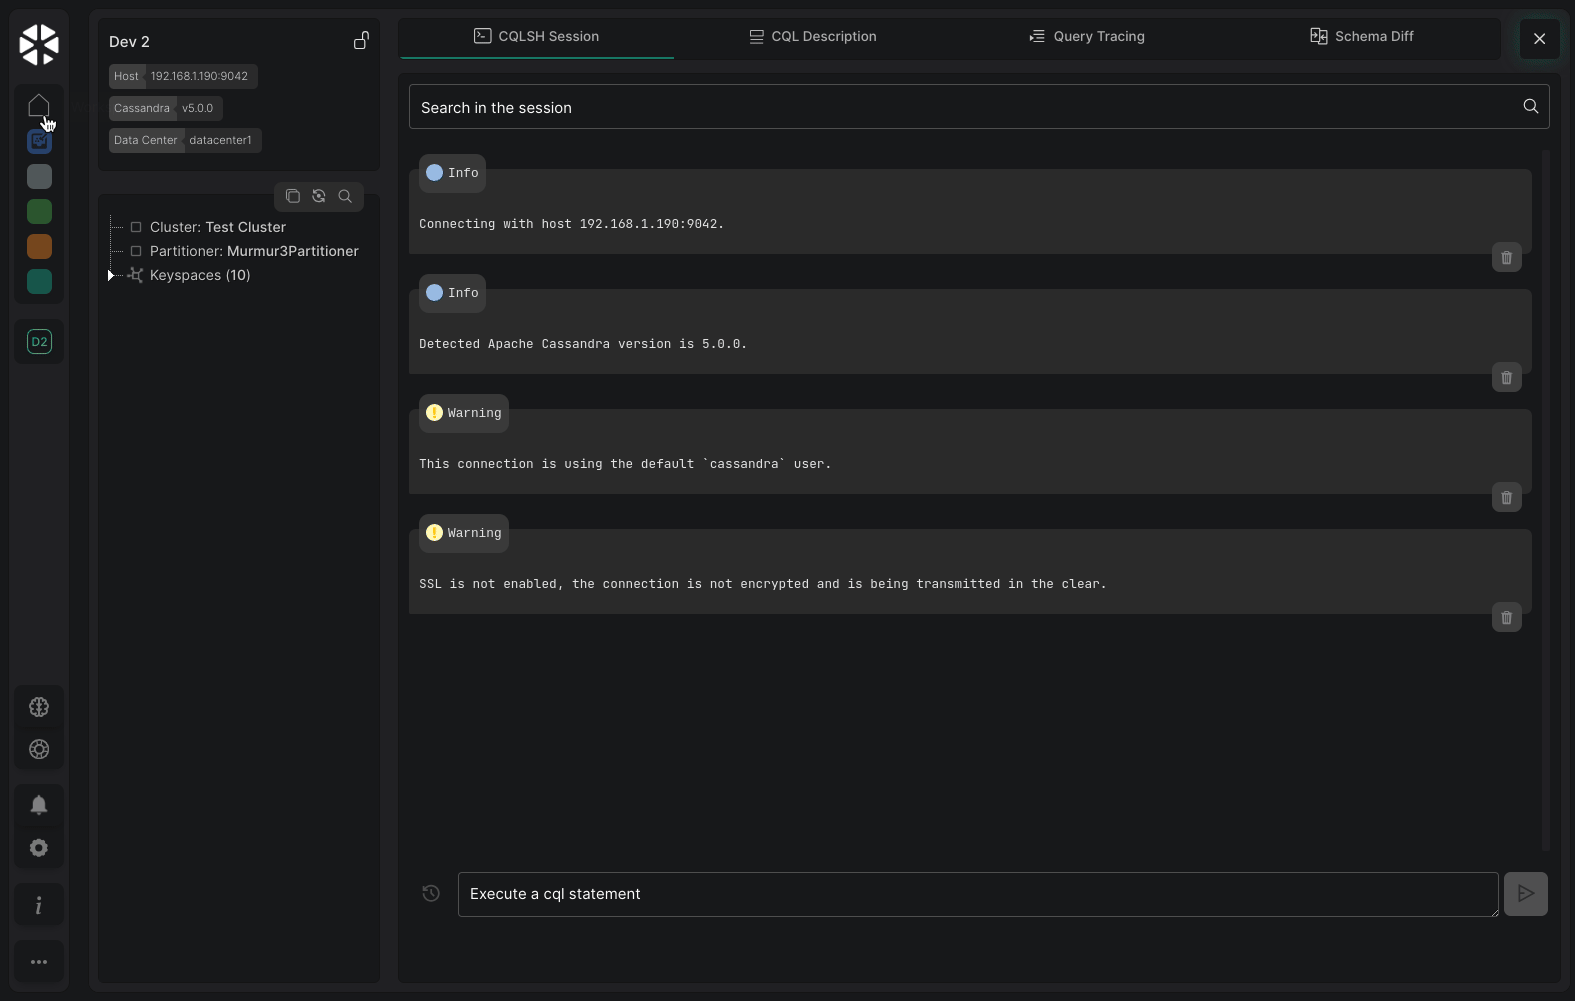 Dev 2
Host 192.168.1.190:9042
Cassandra v5.0.0
Data Center datacenter1
Cluster: Test Cluster
Partitioner: Murmur3Partitioner
Keyspaces (10)
D2
CQLSH Session
CQL Description
Query Tracing
Schema Diff
Search in the session
Info
Connecting with host 192.168.1.190:9042.
Info
Detected Apache Cassandra version is 5.0.0.
Warning
This connection is using the default `cassandra` user.
Warning
SSL is not enabled, the connection is not encrypted and is being transmitted in the clear.
Execute a cql statement